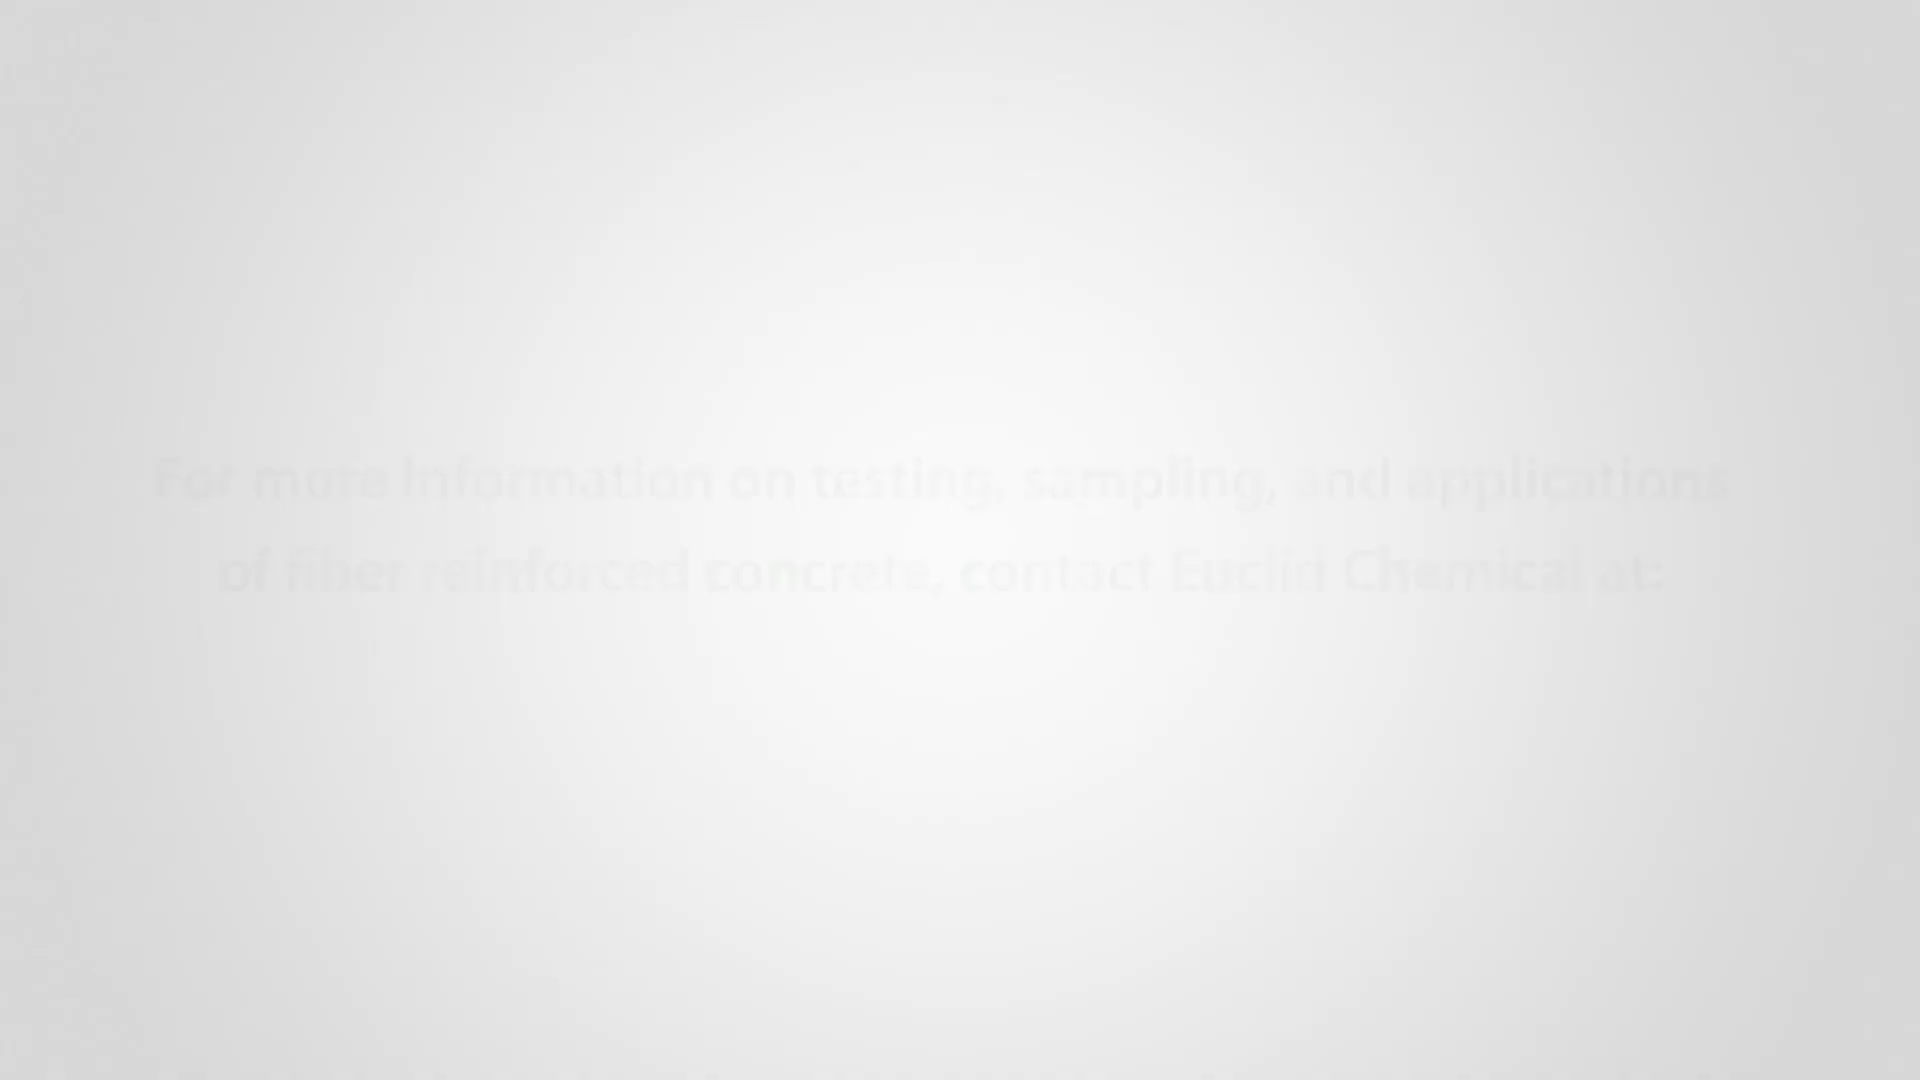 For more information on testing, sampling, and applications
of fiber reinforced concrete, contact Euclid Chemical at: